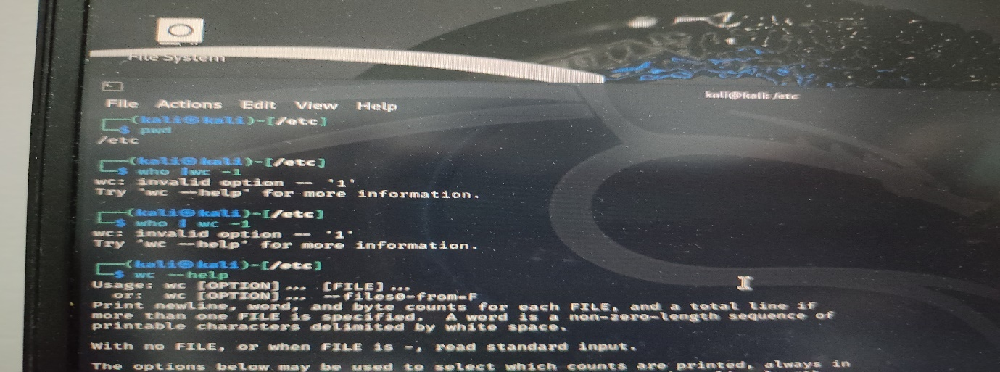 File System
kali@kali: /etc
File Actions Edit View Help
┌──(kali㉿kali)-[/etc]
└─$ pwd
/etc
┌──(kali㉿kali)-[/etc]
└─$ who |wc -1
wc: invalid option -- '1'
Try 'wc --help' for more information.
┌──(kali㉿kali)-[/etc]
└─$ who | wc -1
wc: invalid option -- '1'
Try 'wc --help' for more information.
┌──(kali㉿kali)-[/etc]
└─$ wc --help
Usage: wc [OPTION]... [FILE]...
or: wc [OPTION]... --files0-from=F
Print newline, word, and byte counts for each FILE, and a total line if
more than one FILE is specified. A word is a non-zero-length sequence of
printable characters delimited by white space.
With no FILE, or when FILE is -, read standard input.
The options below may be used to select which counts are printed, always in